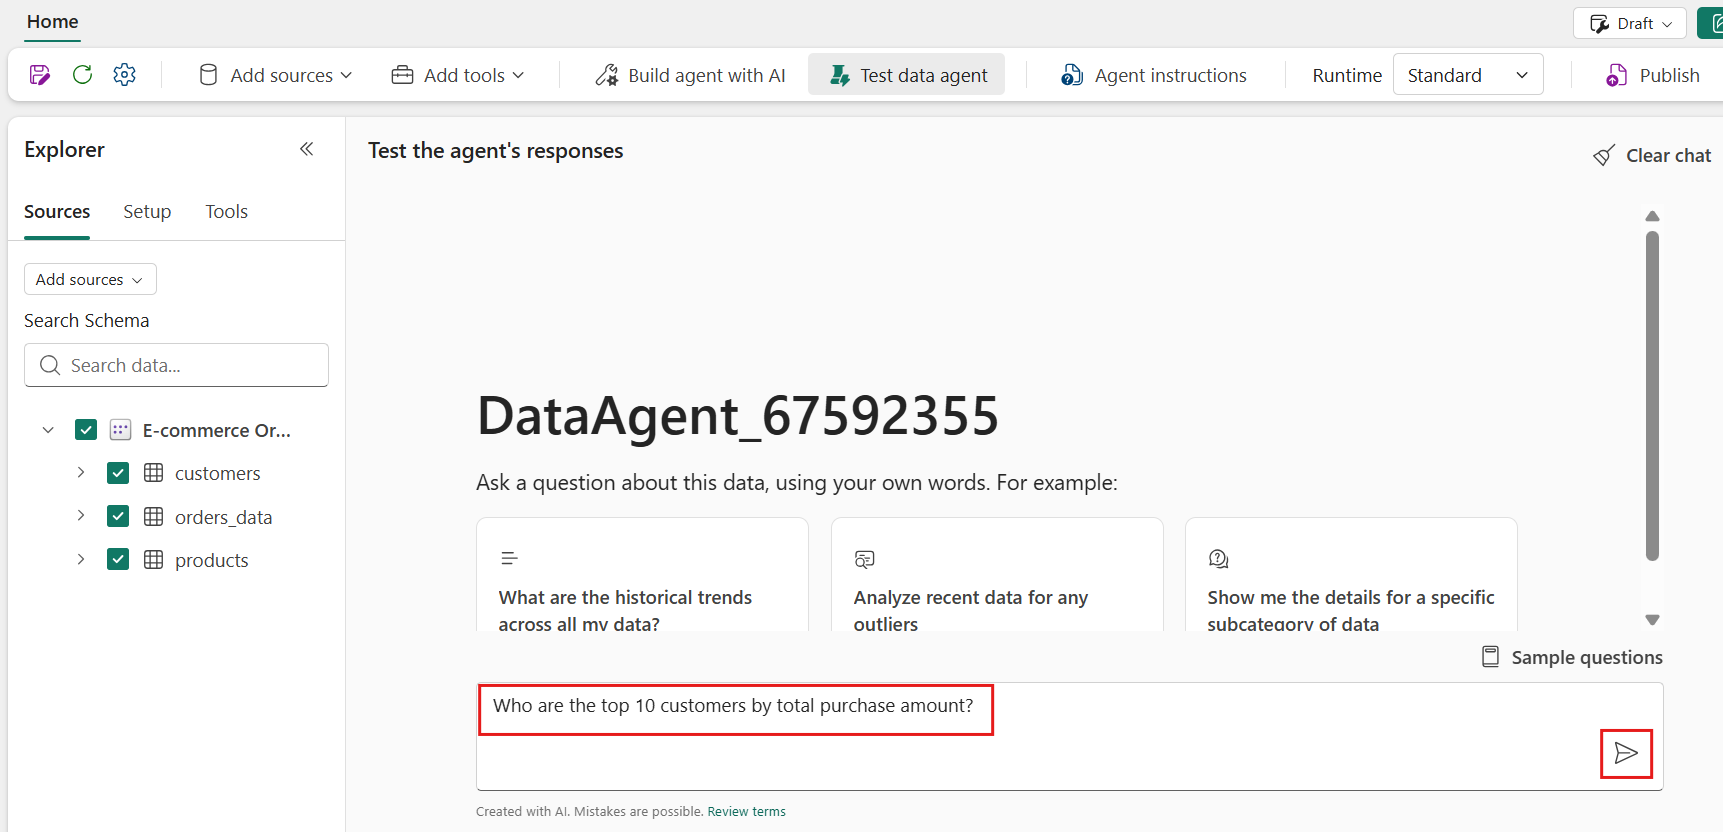 Home
Draft
Add sources
Add tools
Build agent with AI
Test data agent
Agent instructions
Runtime
Standard
Publish
Explorer
Sources
Setup
Tools
Add sources
Search Schema
Search data...
E-commerce Or...
customers
orders_data
products
Test the agent's responses
Clear chat
DataAgent_67592355
Ask a question about this data, using your own words. For example:
What are the historical trends
across all my data?
Analyze recent data for any
outliers
Show me the details for a specific
subcategory of data
Sample questions
Who are the top 10 customers by total purchase amount?
Created with AI. Mistakes are possible. Review terms